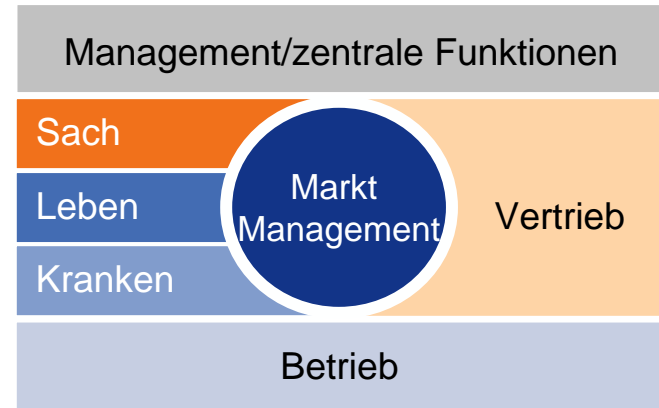 Management/zentrale Funktionen
Sach
Leben
Kranken
Markt
Management
Vertrieb
Betrieb